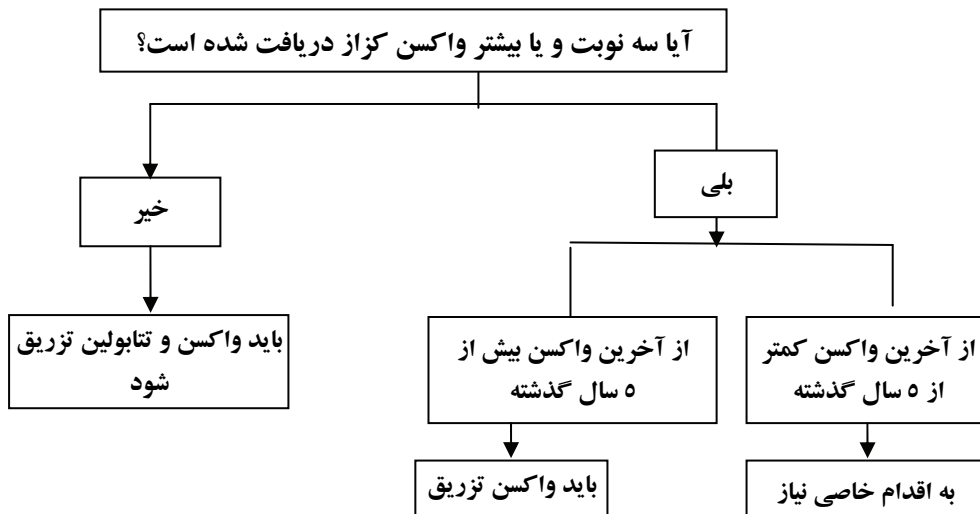 آیا سه نوبت و یا بیشتر واکسن کزاز دریافت شده است؟
بلی
خیر
از آخرین واکسن کمتر
از ۵ سال گذشته
از آخرین واکسن بیش از
۵ سال گذشته
باید واکسن و تتابولین تزریق
شود
به اقدام خاصی نیاز
باید واکسن تزریق